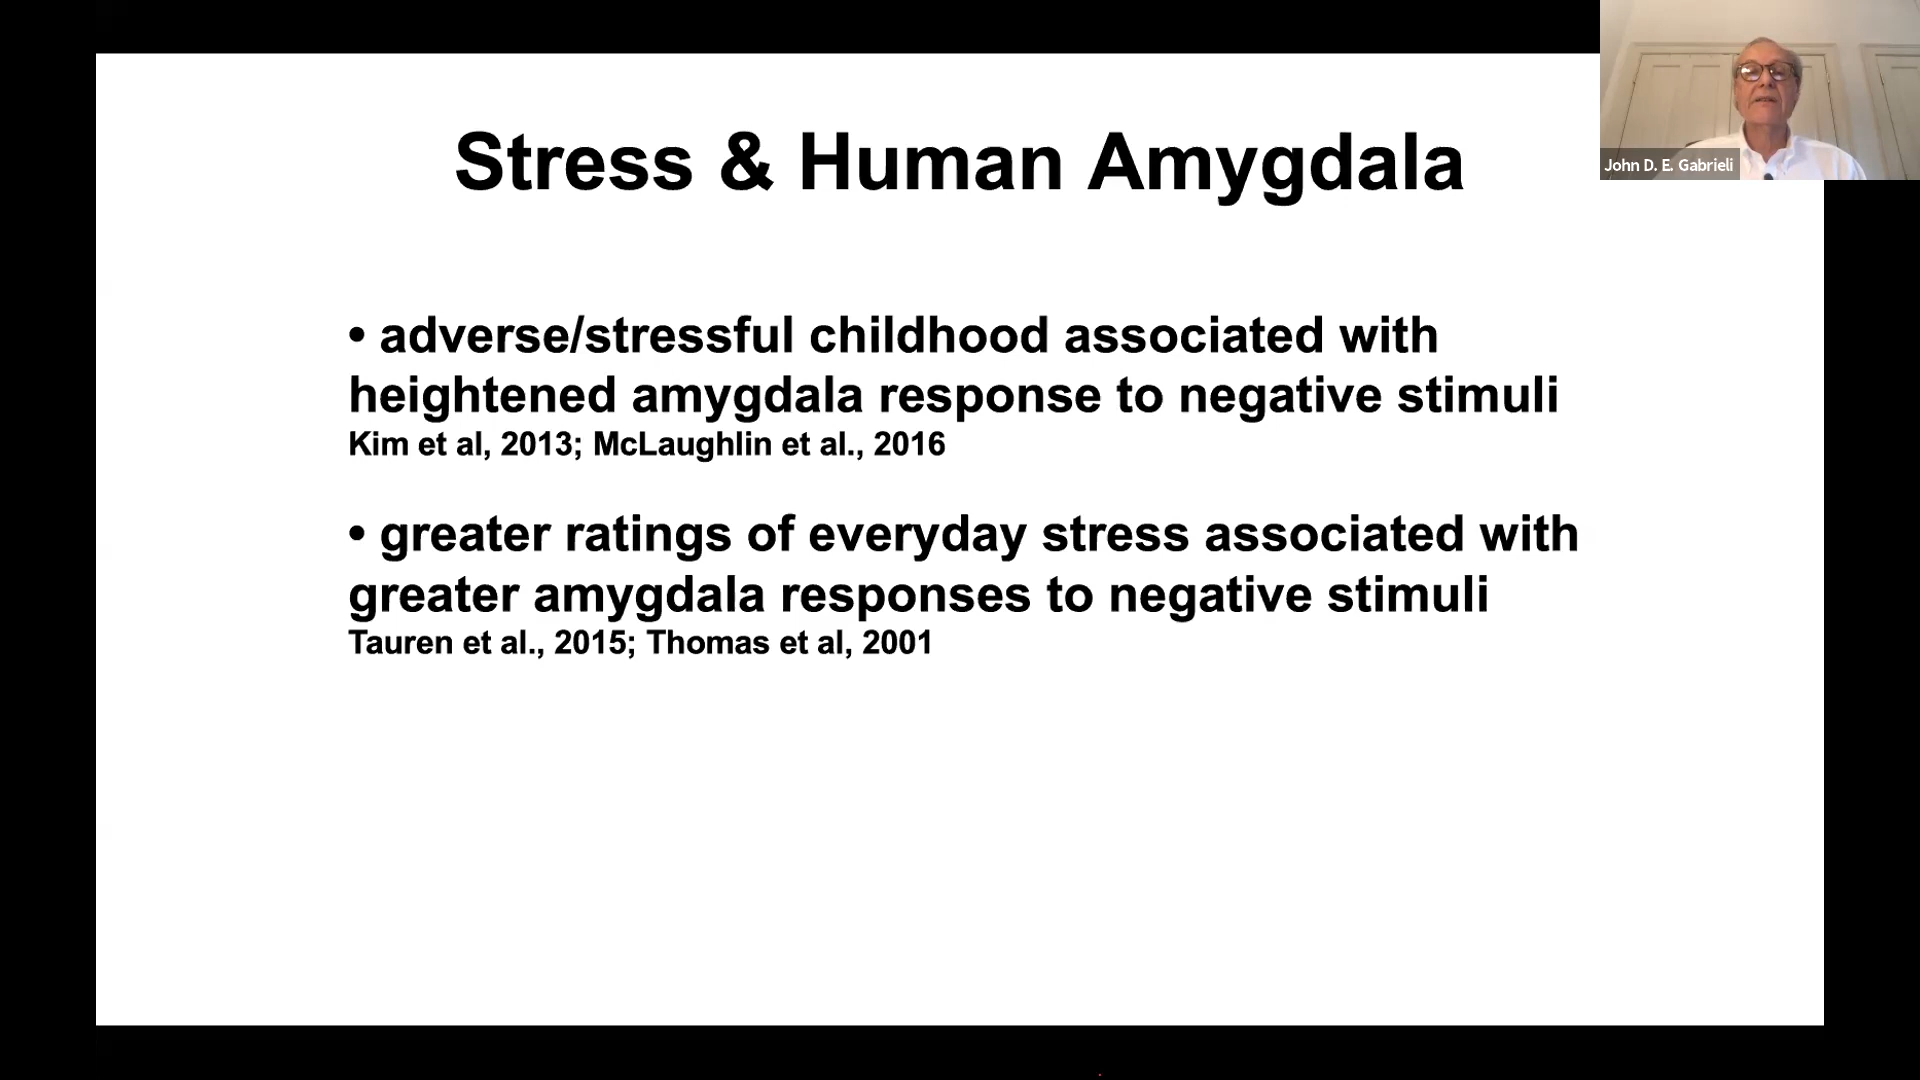 Stress & Human Amygdala
John D. E. Gabrieli
• adverse/stressful childhood associated with
heightened amygdala response to negative stimuli
Kim et al, 2013; McLaughlin et al., 2016
• greater ratings of everyday stress associated with
greater amygdala responses to negative stimuli
Tauren et al., 2015; Thomas et al, 2001